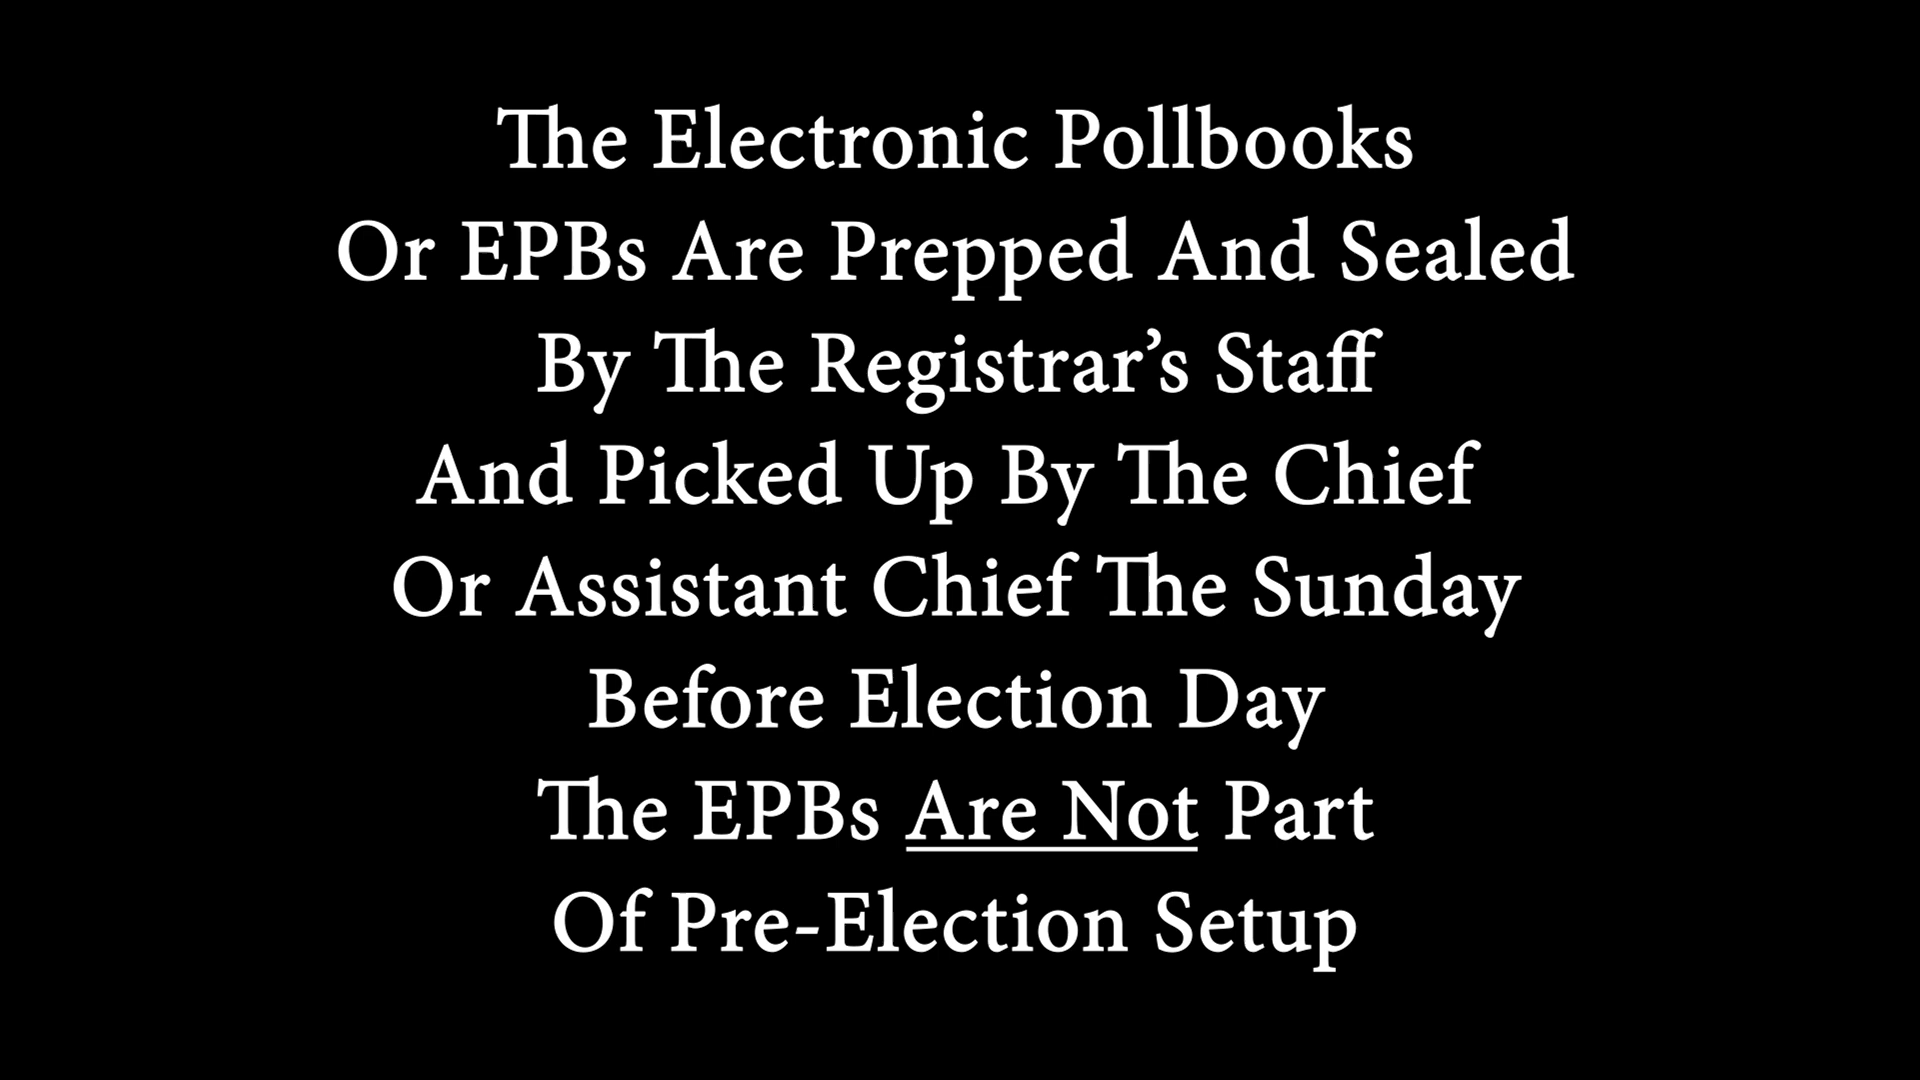 The Electronic Pollbooks
Or EPBs Are Prepped And Sealed
By The Registrar’s Staff
And Picked Up By The Chief
Or Assistant Chief The Sunday
Before Election Day
The EPBs Are Not Part
Of Pre-Election Setup